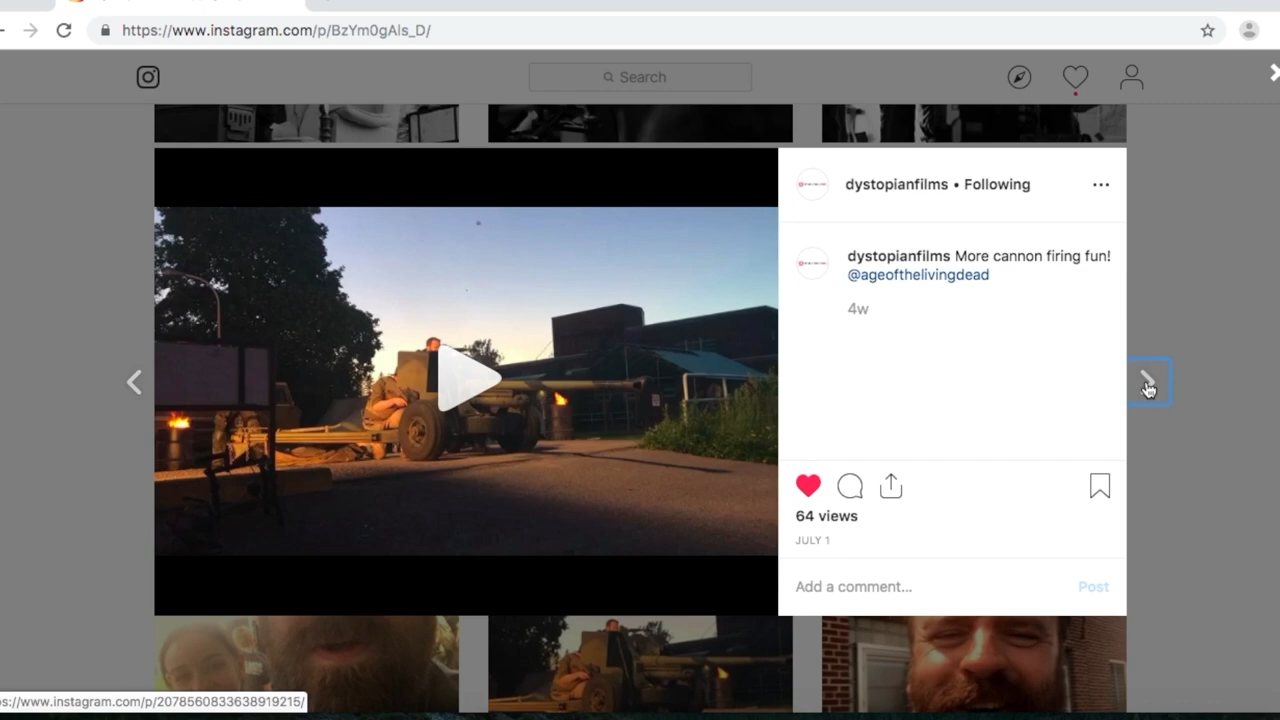 https://www.instagram.com/p/BzYm0gAls_D/
Search
dystopianfilms • Following
dystopianfilms More cannon firing fun!
@ageofthelivingdead
4w
64 views
JULY 1
Add a comment... Post
ps://www.instagram.com/p/2078560833638919215/